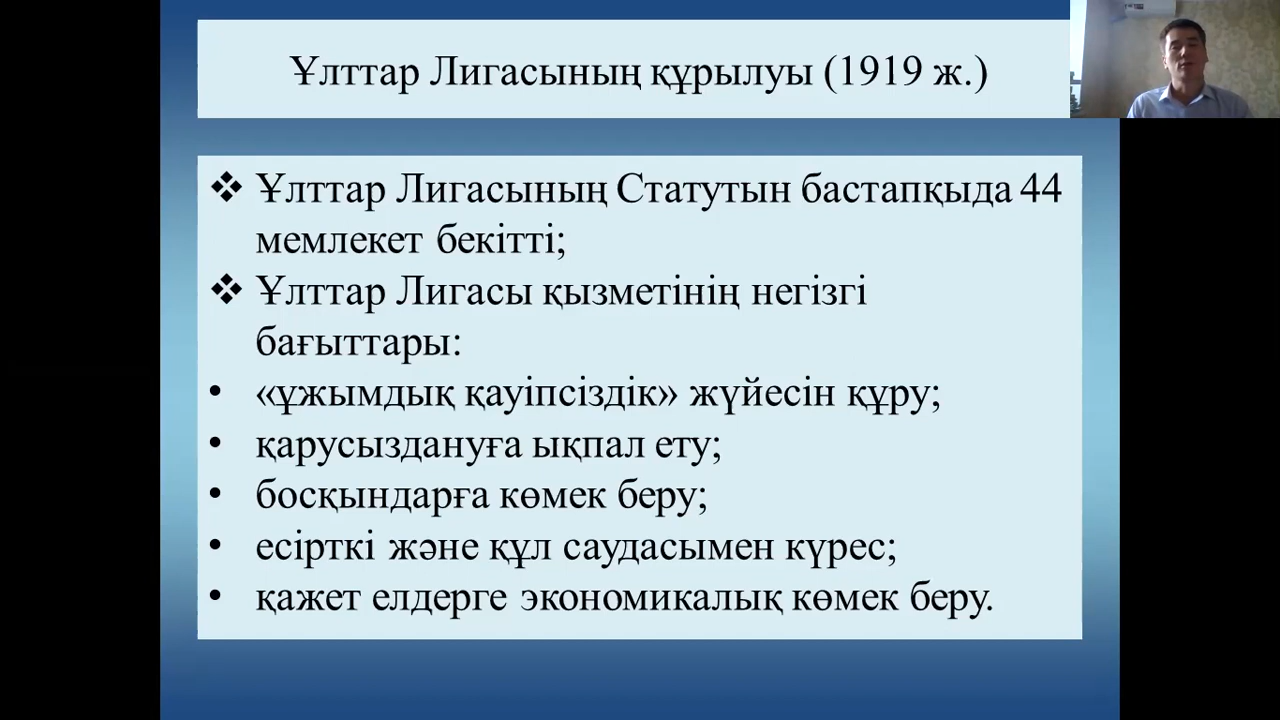 Ұлттар Лигасының құрылуы (1919 ж.)
❖ Ұлттар Лигасының Статутын бастапқыда 44
мемлекет бекітті;
❖ Ұлттар Лигасы қызметінің негізгі
бағыттары:
• «ұжымдық қауіпсіздік» жүйесін құру;
• қарусыздануға ықпал ету;
• босқындарға көмек беру;
• есірткі және құл саудасымен күрес;
• қажет елдерге экономикалық көмек беру.